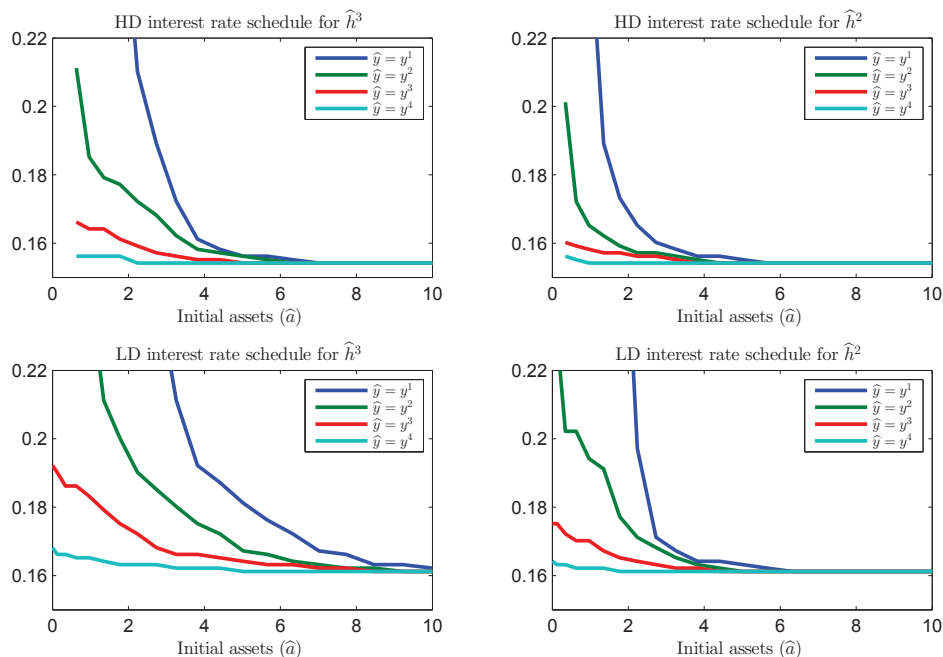 HD interest rate schedule for ĥ³
0.22
0.2
0.18
0.16
ŷ = y¹
ŷ = y²
ŷ = y³
ŷ = y⁴
0 2 4 6 8 10
Initial assets (â)
HD interest rate schedule for ĥ²
0.22
0.2
0.18
0.16
ŷ = y¹
ŷ = y²
ŷ = y³
ŷ = y⁴
0 2 4 6 8 10
Initial assets (â)
LD interest rate schedule for ĥ³
0.22
0.2
0.18
0.16
ŷ = y¹
ŷ = y²
ŷ = y³
ŷ = y⁴
0 2 4 6 8 10
Initial assets (â)
LD interest rate schedule for ĥ²
0.22
0.2
0.18
0.16
ŷ = y¹
ŷ = y²
ŷ = y³
ŷ = y⁴
0 2 4 6 8 10
Initial assets (â)